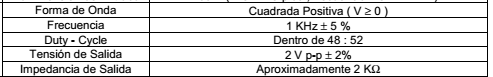 Forma de Onda Cuadrada Positiva ( V ≥ 0 )
Frecuencia 1 KHz ± 5 %
Duty - Cycle Dentro de 48 : 52
Tensión de Salida 2 V p-p ± 2%
Impedancia de Salida Aproximadamente 2 KΩ